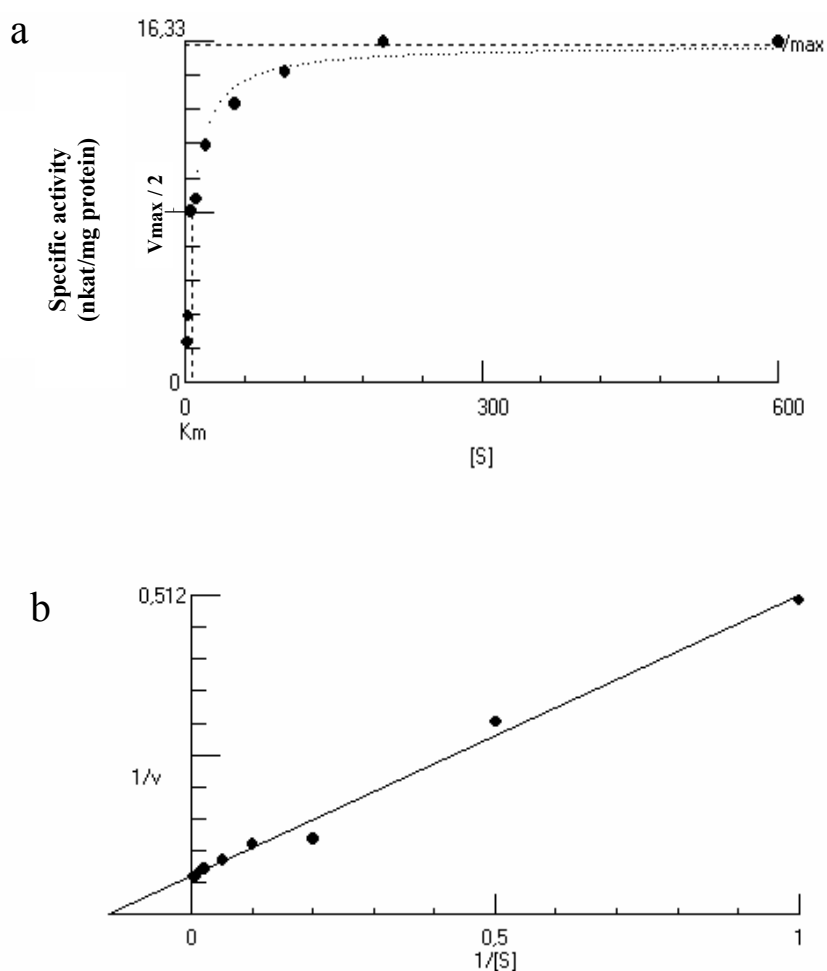 a
16,33
Vmax
Specific activity
(nkat/mg protein)
Vmax / 2
0
0 300 600
Km
[S]
b
0,512
1/v
0 0,5 1
1/[S]